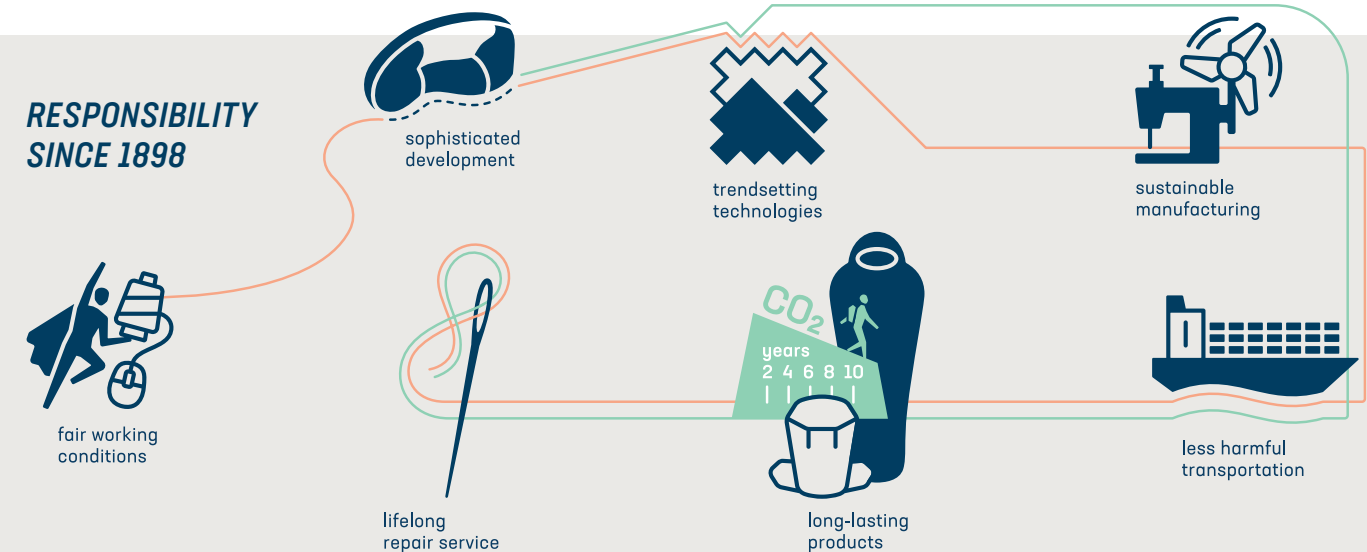 RESPONSIBILITY
SINCE 1898
sophisticated
development
trendsetting
technologies
sustainable
manufacturing
fair working
conditions
lifelong
repair service
CO₂
years
2 4 6 8 10
long-lasting
products
less harmful
transportation